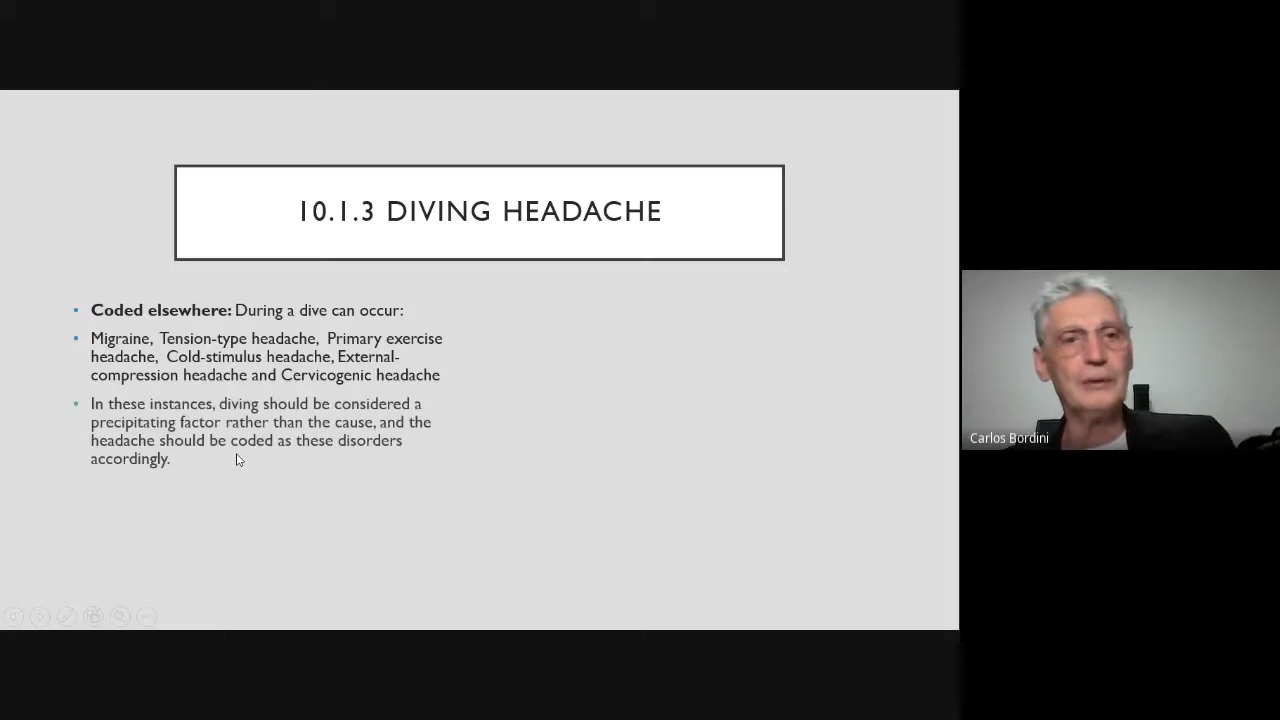 10.1.3 DIVING HEADACHE
• Coded elsewhere: During a dive can occur:
• Migraine, Tension-type headache, Primary exercise
headache, Cold-stimulus headache, External-
compression headache and Cervicogenic headache
• In these instances, diving should be considered a
precipitating factor rather than the cause, and the
headache should be coded as these disorders
accordingly.
Carlos Bordini